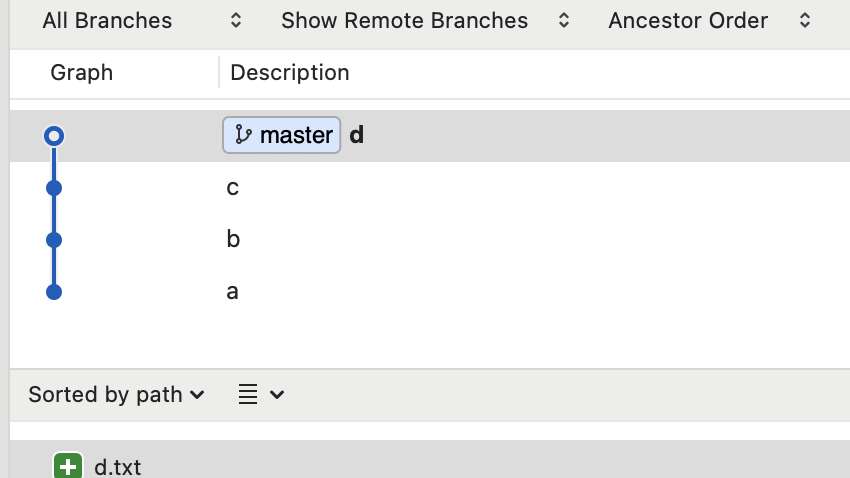 All Branches Show Remote Branches Ancestor Order
Graph Description
master d
c
b
a
Sorted by path
d.txt